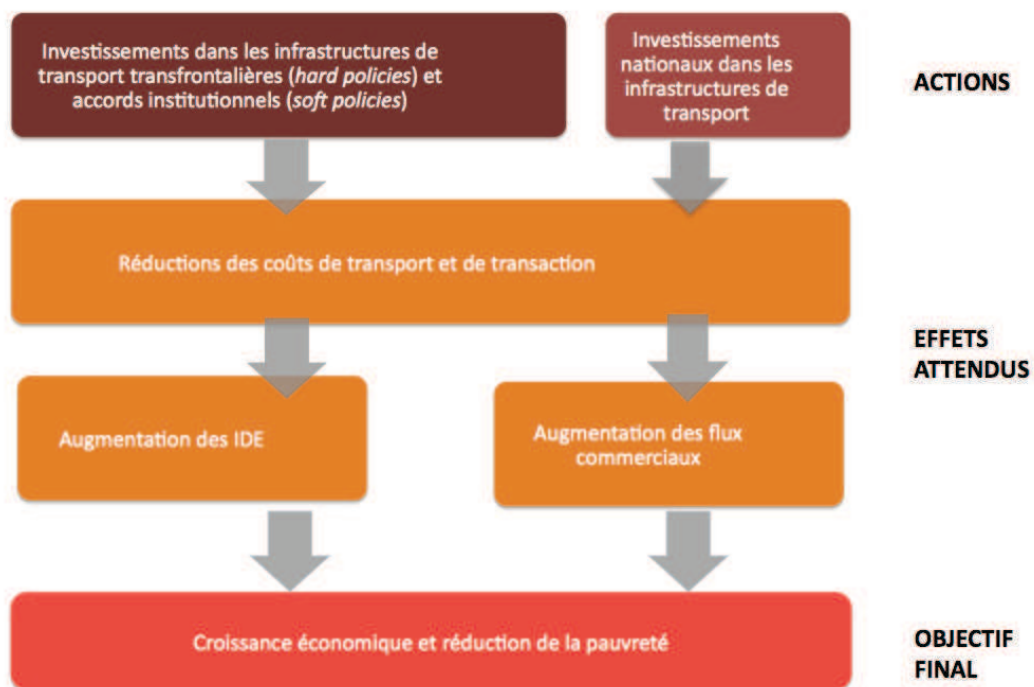 Investissements dans les infrastructures de
transport transfrontalières (hard policies) et
accords institutionnels (soft policies)
Investissements
nationaux dans les
infrastructures de
transport
ACTIONS
Réductions des coûts de transport et de transaction
EFFETS
ATTENDUS
Augmentation des IDE
Augmentation des flux
commerciaux
Croissance économique et réduction de la pauvreté
OBJECTIF
FINAL